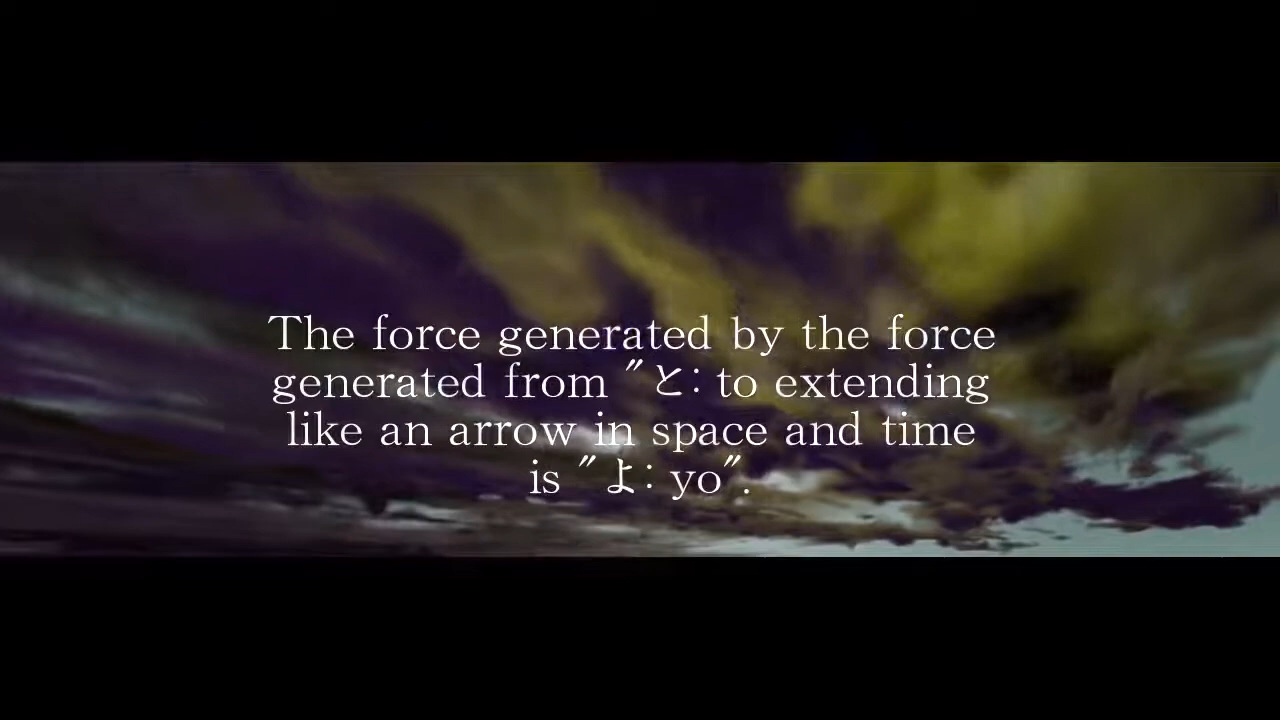 The force generated by the force
generated from "と: to extending
like an arrow in space and time
is "よ: yo".